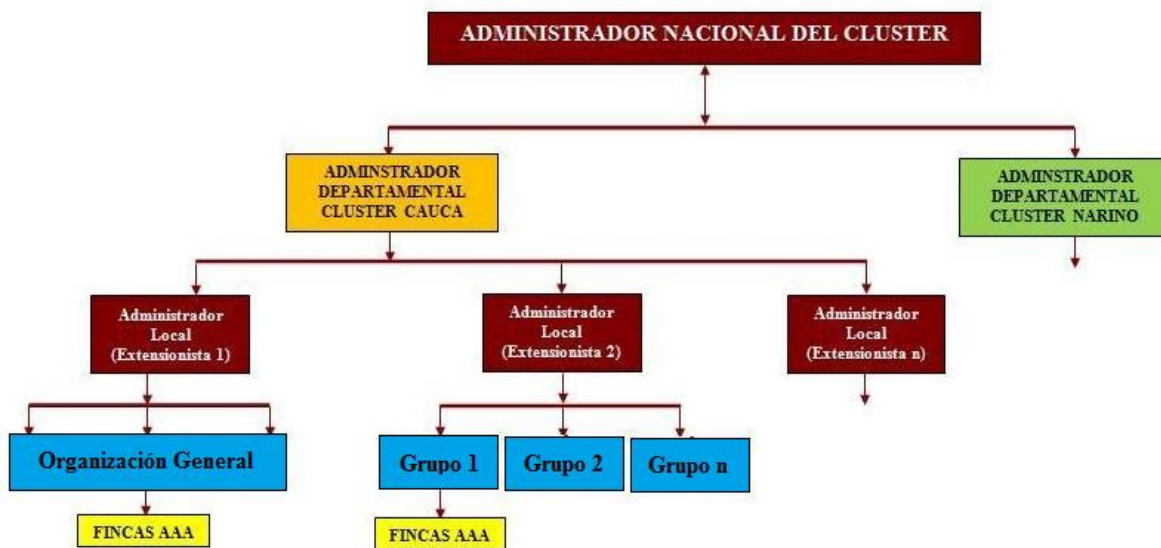 ADMINISTRADOR NACIONAL DEL CLUSTER
ADMINSTRADOR
DEPARTAMENTAL
CLUSTER CAUCA
ADMINSTRADOR
DEPARTAMENTAL
CLUSTER NARINO
Administrador
Local
(Extensionista 1)
Administrador
Local
(Extensionista 2)
Administrador
Local
(Extensionista n)
Organización General
Grupo 1
Grupo 2
Grupo n
FINCAS AAA
FINCAS AAA